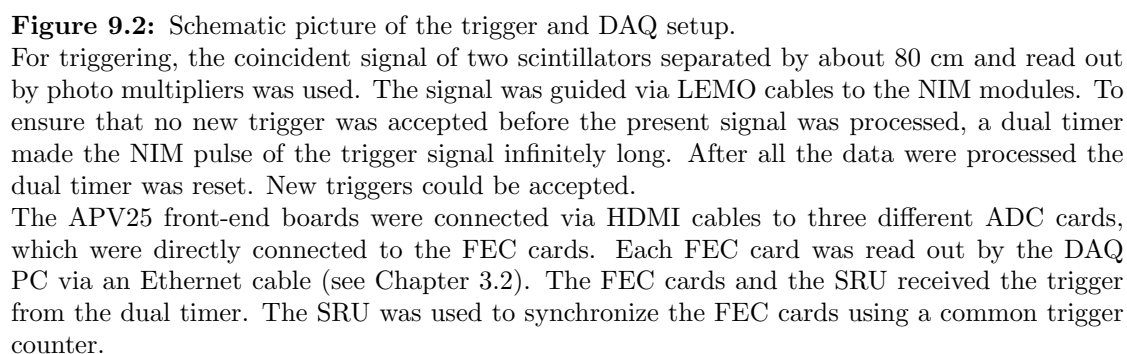 Figure 9.2: Schematic picture of the trigger and DAQ setup.
For triggering, the coincident signal of two scintillators separated by about 80 cm and read out
by photo multipliers was used. The signal was guided via LEMO cables to the NIM modules. To
ensure that no new trigger was accepted before the present signal was processed, a dual timer
made the NIM pulse of the trigger signal infinitely long. After all the data were processed the
dual timer was reset. New triggers could be accepted.
The APV25 front-end boards were connected via HDMI cables to three different ADC cards,
which were directly connected to the FEC cards. Each FEC card was read out by the DAQ
PC via an Ethernet cable (see Chapter 3.2). The FEC cards and the SRU received the trigger
from the dual timer. The SRU was used to synchronize the FEC cards using a common trigger
counter.